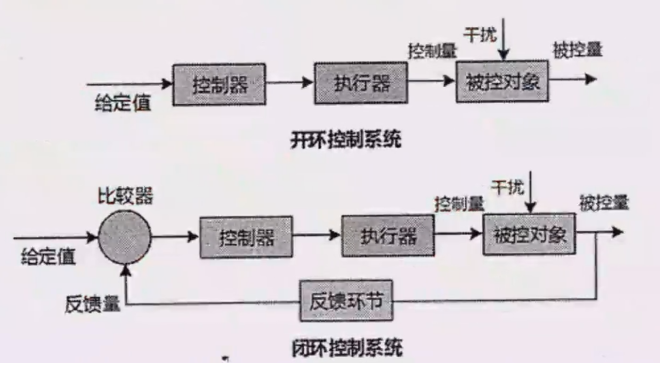 干扰
控制量
被控量
控制器
执行器
被控对象
给定值
开环控制系统
比较器
干扰
控制量
被控量
控制器
执行器
被控对象
给定值
反馈量
反馈环节
闭环控制系统